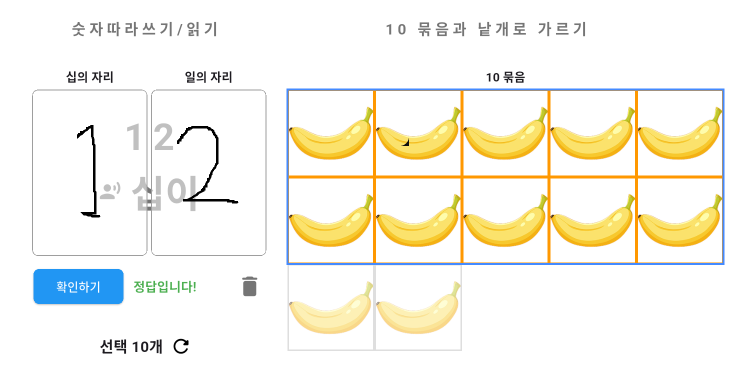 숫자따라쓰기/읽기
10 묶음과 낱개로 가르기
십의 자리 일의 자리
10 묶음
12
1 2
십이
확인하기 정답입니다!
선택 10개